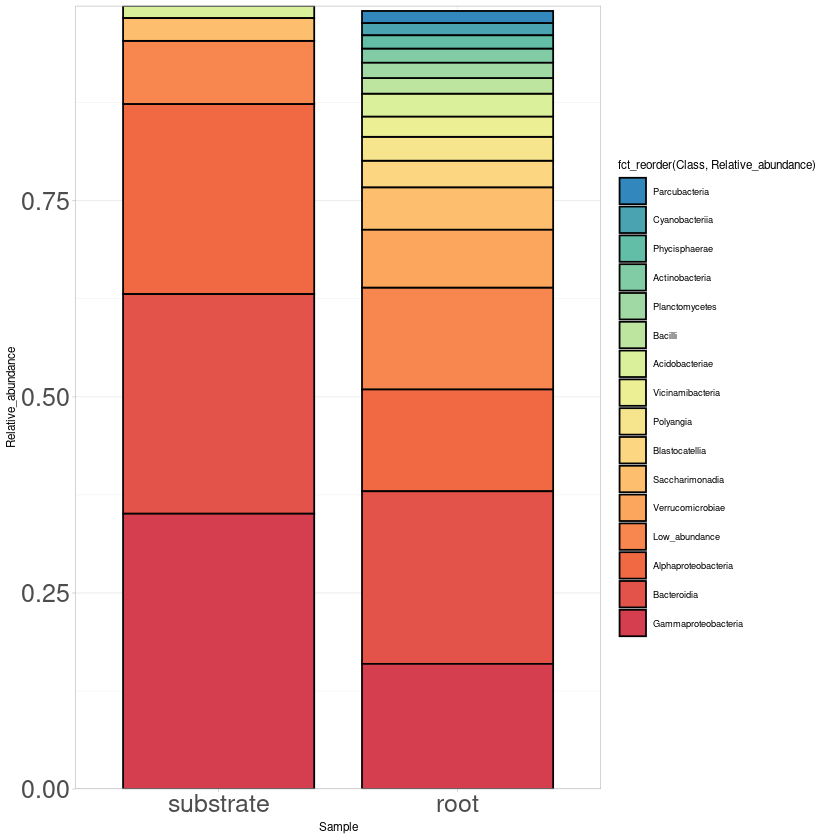 0.75
0.50
0.25
0.00
Relative_abundance
substrate
root
Sample
fct_reorder(Class, Relative_abundance)
Parcubacteria
Cyanobacteriia
Phycisphaerae
Actinobacteria
Planctomycetes
Bacilli
Acidobacteriae
Vicinamibacteria
Polyangia
Blastocatellia
Saccharimonadia
Verrucomicrobiae
Low_abundance
Alphaproteobacteria
Bacteroidia
Gammaproteobacteria